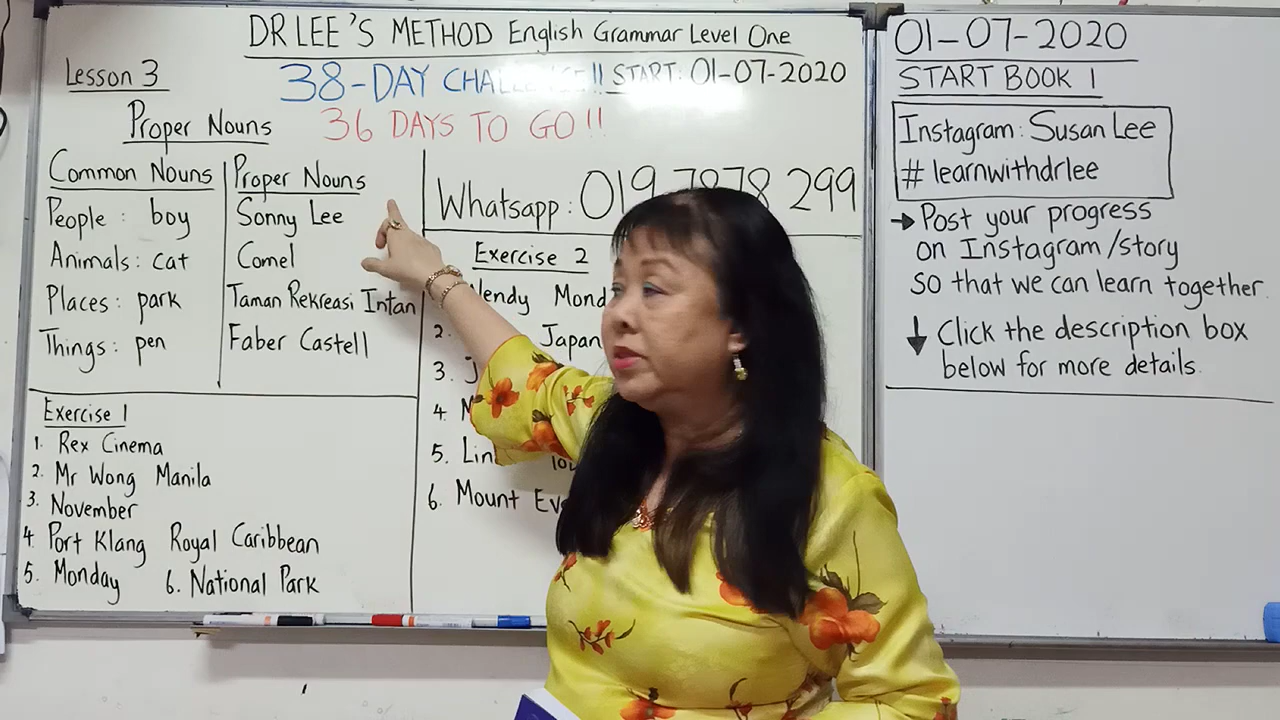 DR LEE'S METHOD English Grammar Level One
Lesson 3
38-DAY CHALLENGE!! START: 01-07-2020
Proper Nouns
36 DAYS TO GO!!
Common Nouns
People : boy
Animals: cat
Places: park
Things: pen
Proper Nouns
Sonny Lee
Comel
Taman Rekreasi Intan
Faber Castell
Whatsapp: 019 7878 299
Exercise 2
2. Japan
3.
4.
5.
6. Mount
Exercise 1
1. Rex Cinema
2. Mr Wong Manila
3. November
4. Port Klang Royal Caribbean
5. Monday 6. National Park
01-07-2020
START BOOK 1
Instagram: Susan Lee
# learnwithdrlee
→ Post your progress
on Instagram/story
so that we can learn together.
↓ Click the description box
below for more details.